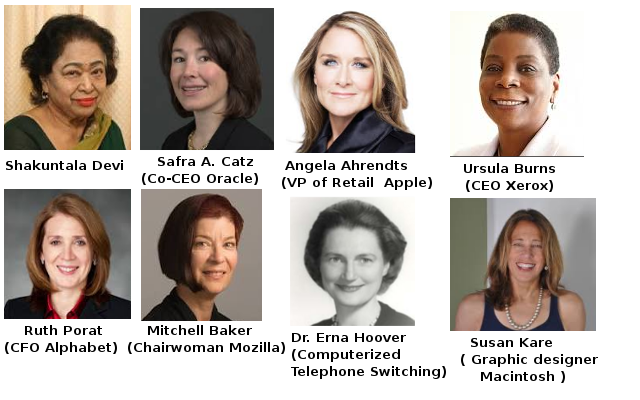 Shakuntala Devi
Safra A. Catz
(Co-CEO Oracle)
Angela Ahrendts
(VP of Retail  Apple)
Ursula Burns
(CEO Xerox)
Ruth Porat
(CFO Alphabet)
Mitchell Baker
(Chairwoman Mozilla)
Dr. Erna Hoover
(Computerized
Telephone Switching)
Susan Kare
( Graphic designer
Macintosh )